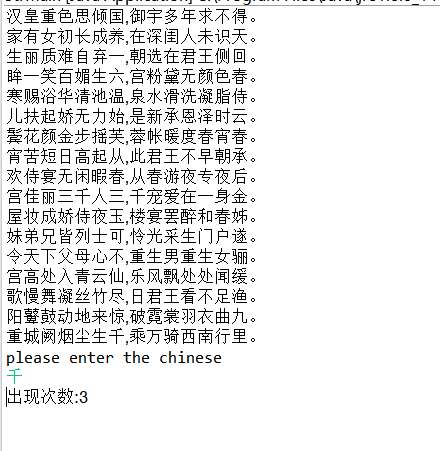 汉皇重色思倾国,御宇多年求不得。
家有女初长成养,在深闺人未识天。
生丽质难自弃一,朝选在君王侧回。
眸一笑百媚生六,宫粉黛无颜色春。
寒赐浴华清池温,泉水滑洗凝脂侍。
儿扶起娇无力始,是新承恩泽时云。
鬓花颜金步摇芙,蓉帐暖度春宵春。
宵苦短日高起从,此君王不早朝承。
欢侍宴无闲暇春,从春游夜专夜后。
宫佳丽三千人三,千宠爱在一身金。
屋妆成娇侍夜玉,楼宴罢醉和春姊。
妹弟兄皆列士可,怜光采生门户遂。
令天下父母心不,重生男重生女骊。
宫高处入青云仙,乐风飘处处闻缓。
歌慢舞凝丝竹尽,日君王看不足渔。
阳鼙鼓动地来惊,破霓裳羽衣曲九。
重城阙烟尘生千,乘万骑西南行里。
please enter the chinese
千
出现次数:3